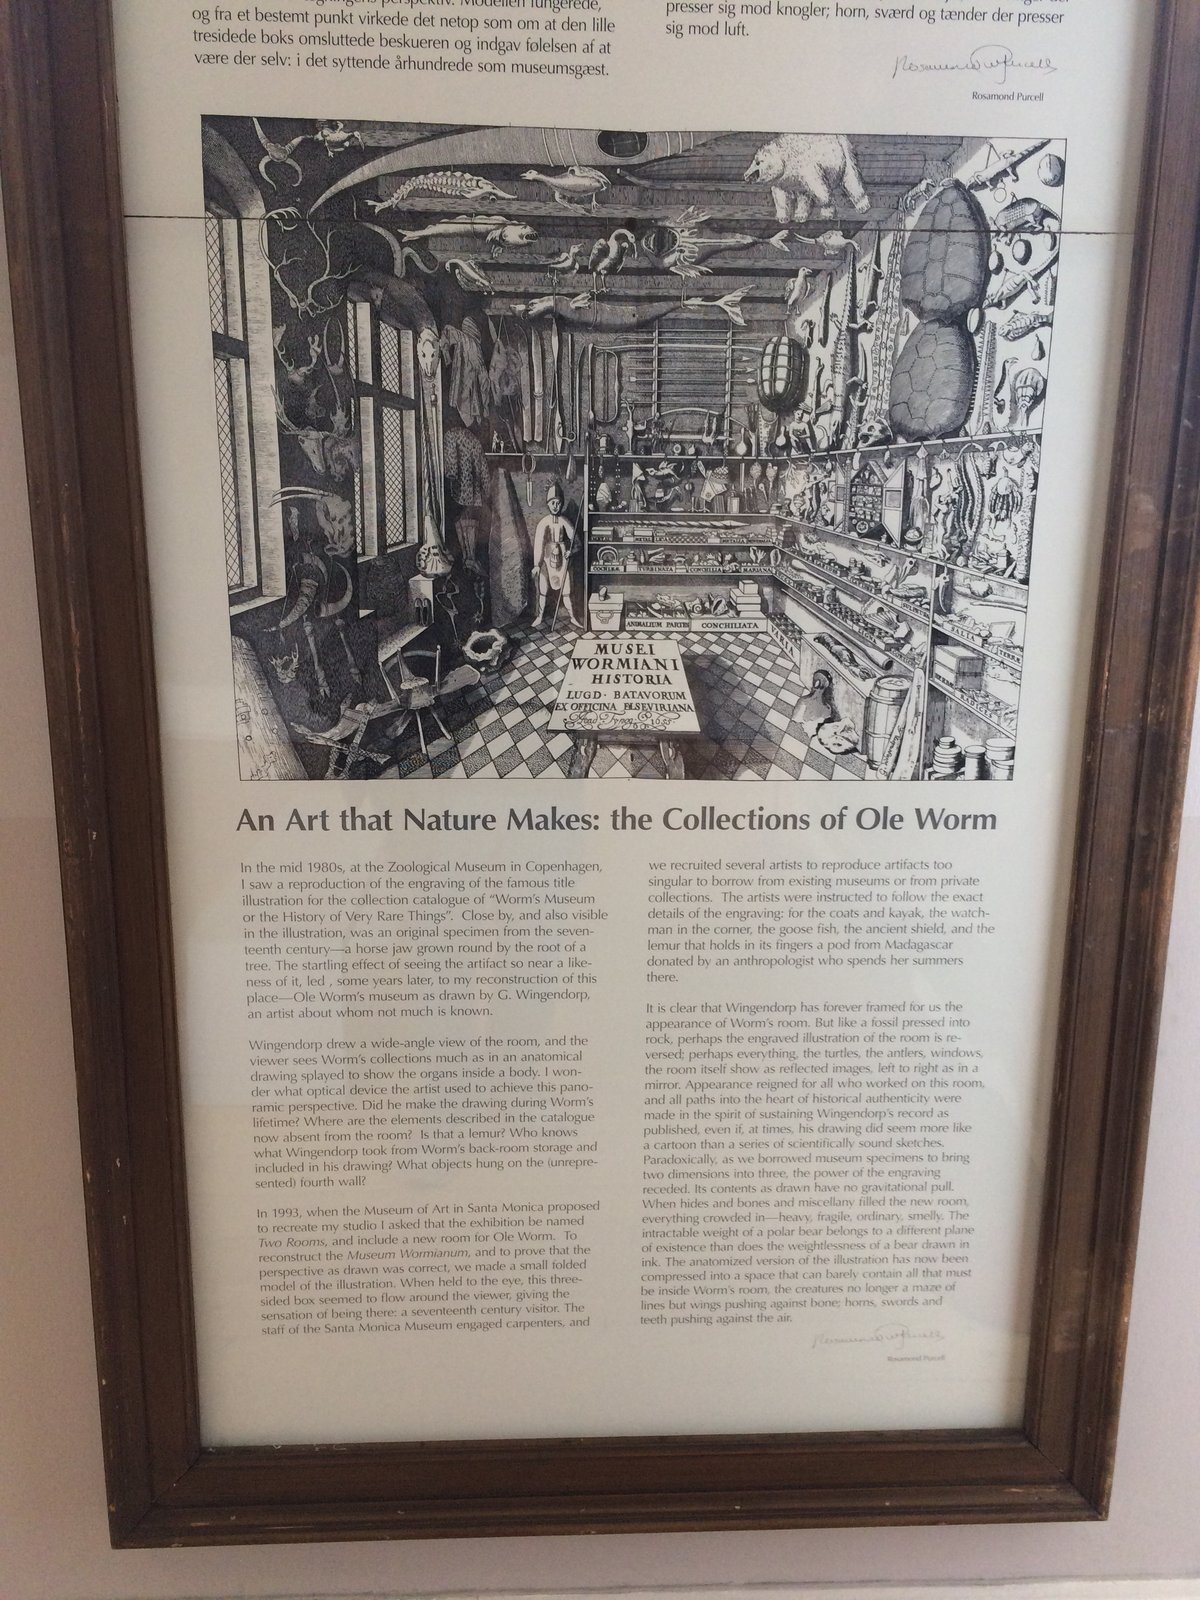 og fra et bestemt punkt virkede det netop som om at den lille
tresidede boks omsluttede beskueren og indgav følelsen af at
være der selv: i det syttende århundrede som museumsgæst.
presser sig mod knogler; horn, sværd og tænder der presser
sig mod luft.
Rosamond Purcell
METALLICA
METALLA
COCHLEÆ TURBINATA CONCHILIA MARIANA
ANIMALIUM PARTES CONCHILIATA
VARIA
SALIA
TERRÆ
RADICES
MUSEI
WORMIANI
HISTORIA
LUGD. BATAVORUM
EX OFFICINA ELSEVIRIANA
Acad. Typog. 1655.
An Art that Nature Makes: the Collections of Ole Worm
In the mid 1980s, at the Zoological Museum in Copenhagen,
I saw a reproduction of the engraving of the famous title
illustration for the collection catalogue of "Worm's Museum
or the History of Very Rare Things". Close by, and also visible
in the illustration, was an original specimen from the seven-
teenth century—a horse jaw grown round by the root of a
tree. The startling effect of seeing the artifact so near a like-
ness of it, led , some years later, to my reconstruction of this
place—Ole Worm's museum as drawn by G. Wingendorp,
an artist about whom not much is known.
Wingendorp drew a wide-angle view of the room, and the
viewer sees Worm's collections much as in an anatomical
drawing splayed to show the organs inside a body. I won-
der what optical device the artist used to achieve this pano-
ramic perspective. Did he make the drawing during Worm's
lifetime? Where are the elements described in the catalogue
now absent from the room? Is that a lemur? Who knows
what Wingendorp took from Worm's back-room storage and
included in his drawing? What objects hung on the (unrepre-
sented) fourth wall?
In 1993, when the Museum of Art in Santa Monica proposed
to recreate my studio I asked that the exhibition be named
Two Rooms, and include a new room for Ole Worm. To
reconstruct the Museum Wormianum, and to prove that the
perspective as drawn was correct, we made a small folded
model of the illustration. When held to the eye, this three-
sided box seemed to flow around the viewer, giving the
sensation of being there: a seventeenth century visitor. The
staff of the Santa Monica Museum engaged carpenters, and
we recruited several artists to reproduce artifacts too
singular to borrow from existing museums or from private
collections. The artists were instructed to follow the exact
details of the engraving: for the coats and kayak, the watch-
man in the corner, the goose fish, the ancient shield, and the
lemur that holds in its fingers a pod from Madagascar
donated by an anthropologist who spends her summers
there.
It is clear that Wingendorp has forever framed for us the
appearance of Worm's room. But like a fossil pressed into
rock, perhaps the engraved illustration of the room is re-
versed; perhaps everything, the turtles, the antlers, windows,
the room itself show as reflected images, left to right as in a
mirror. Appearance reigned for all who worked on this room,
and all paths into the heart of historical authenticity were
made in the spirit of sustaining Wingendorp's record as
published, even if, at times, his drawing did seem more like
a cartoon than a series of scientifically sound sketches.
Paradoxically, as we borrowed museum specimens to bring
two dimensions into three, the power of the engraving
receded. Its contents as drawn have no gravitational pull.
When hides and bones and miscellany filled the new room,
everything crowded in—heavy, fragile, ordinary, smelly. The
intractable weight of a polar bear belongs to a different plane
of existence than does the weightlessness of a bear drawn in
ink. The anatomized version of the illustration has now been
compressed into a space that can barely contain all that must
be inside Worm's room, the creatures no longer a maze of
lines but wings pushing against bone; horns, swords and
teeth pushing against the air.
Rosamond Purcell